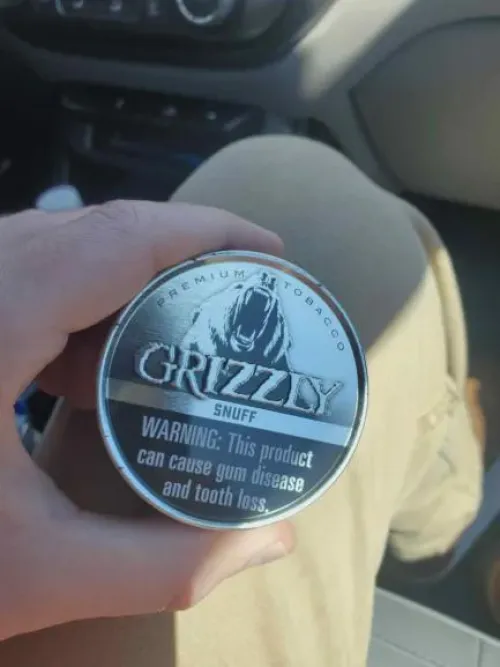 PREMIUM TOBACCO
GRIZZLY
SNUFF
WARNING: This product
can cause gum disease
and tooth loss.